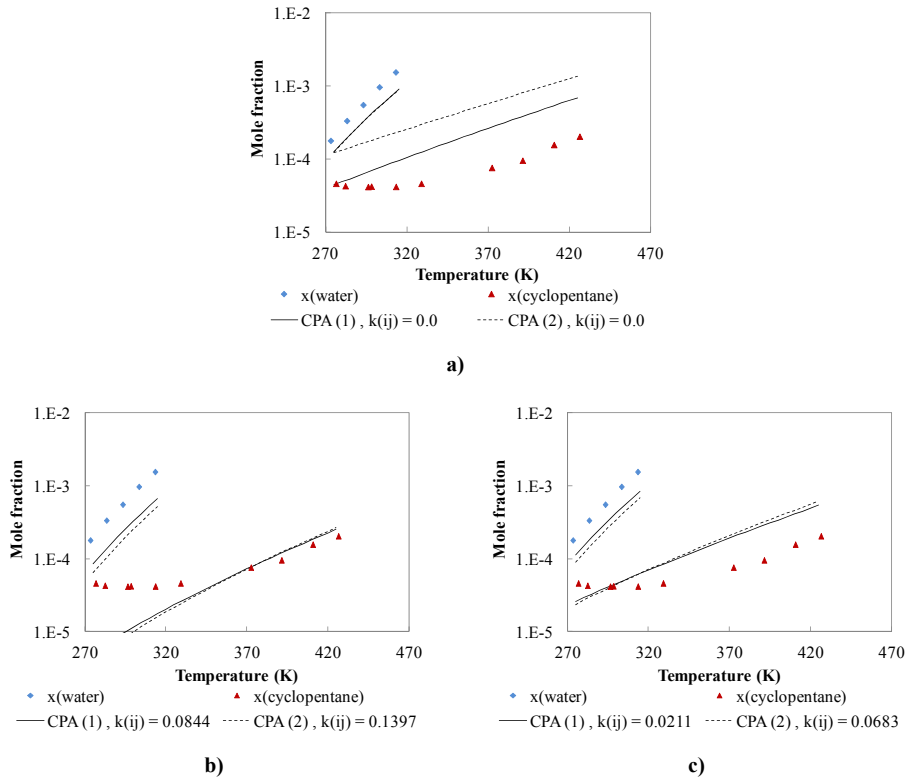 1.E-2
1.E-3
1.E-4
1.E-5
Mole fraction
270 320 370 420 470
Temperature (K)
x(water) x(cyclopentane)
CPA (1) , k(ij) = 0.0 CPA (2) , k(ij) = 0.0
a)
1.E-2
1.E-3
1.E-4
1.E-5
Mole fraction
270 320 370 420 470
Temperature (K)
x(water) x(cyclopentane)
CPA (1) , k(ij) = 0.0844 CPA (2) , k(ij) = 0.1397
b)
1.E-2
1.E-3
1.E-4
1.E-5
Mole fraction
270 320 370 420 470
Temperature (K)
x(water) x(cyclopentane)
CPA (1) , k(ij) = 0.0211 CPA (2) , k(ij) = 0.0683
c)